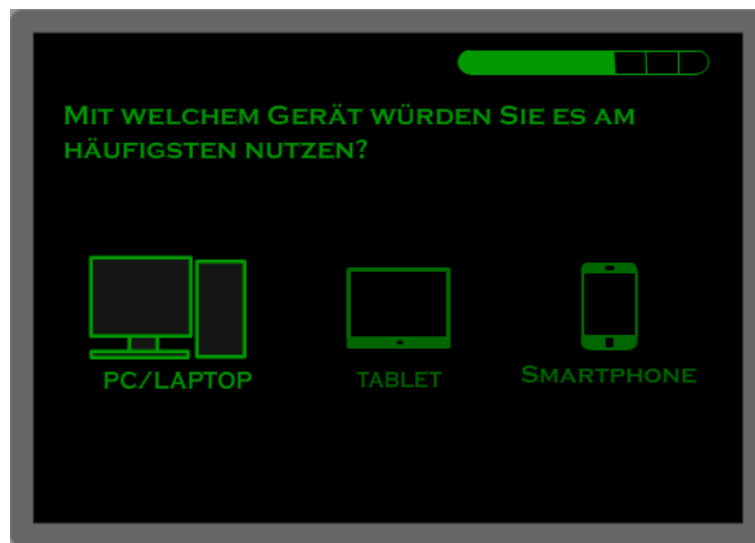 Mit welchem Gerät würden Sie es am
häufigsten nutzen?
PC/LAPTOP
TABLET
Smartphone